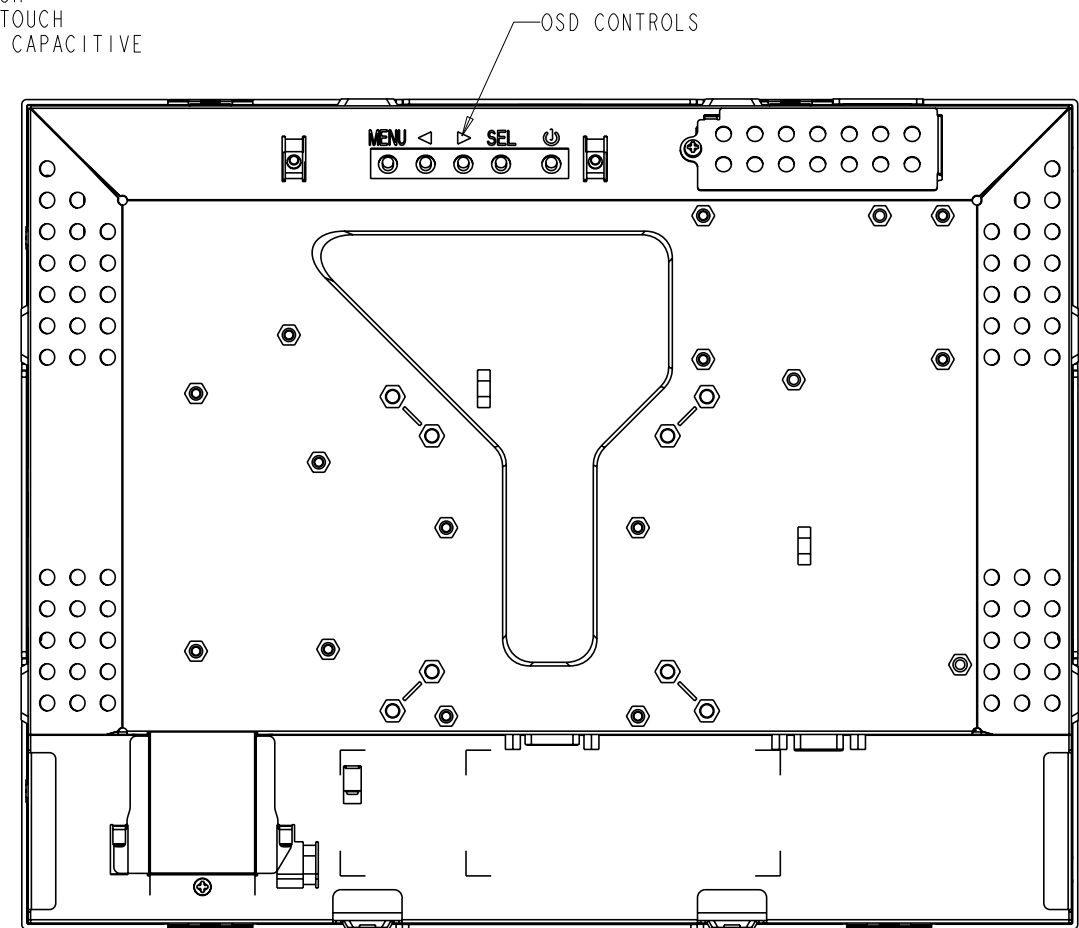 TOUCH
CAPACITIVE
OSD CONTROLS
MENU ◁ ▷ SEL ⏻